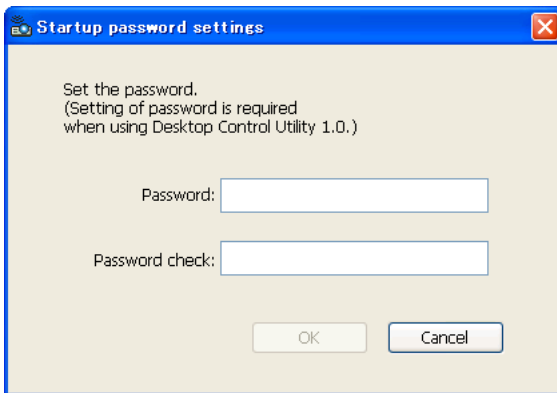 Startup password settings
Set the password.
(Setting of password is required
when using Desktop Control Utility 1.0.)
Password:
Password check:
OK
Cancel